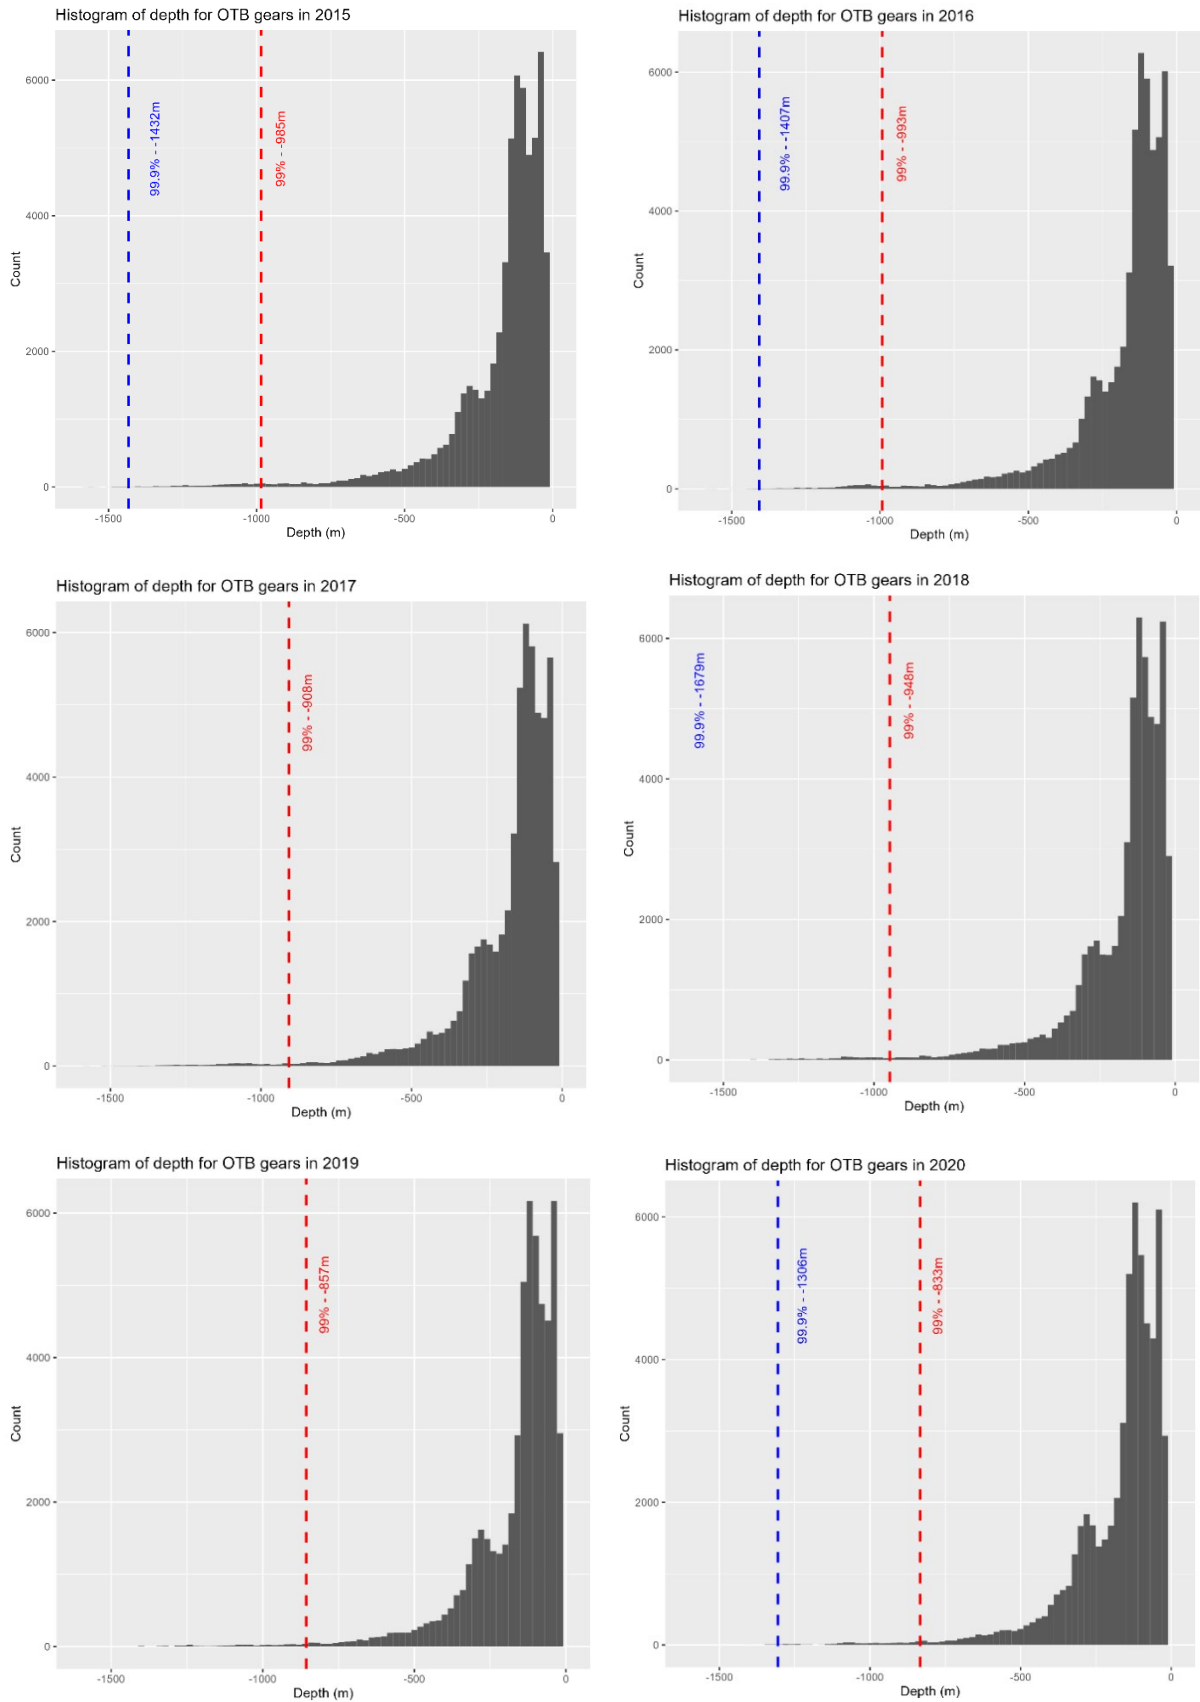 Histogram of depth for OTB gears in 2015
6000
4000
2000
0
Count
99.9% - -1432m
99% - -985m
-1500
-1000
-500
0
Depth (m)
Histogram of depth for OTB gears in 2016
6000
4000
2000
0
Count
99.9% - -1407m
99% - -993m
-1500
-1000
-500
0
Depth (m)
Histogram of depth for OTB gears in 2017
6000
4000
2000
0
Count
99% - -908m
-1500
-1000
-500
0
Depth (m)
Histogram of depth for OTB gears in 2018
6000
4000
2000
0
Count
99.9% - -1679m
99% - -948m
-1500
-1000
-500
0
Depth (m)
Histogram of depth for OTB gears in 2019
6000
4000
2000
0
Count
99% - -857m
-1500
-1000
-500
0
Depth (m)
Histogram of depth for OTB gears in 2020
6000
4000
2000
0
Count
99.9% - -1306m
99% - -833m
-1500
-1000
-500
0
Depth (m)